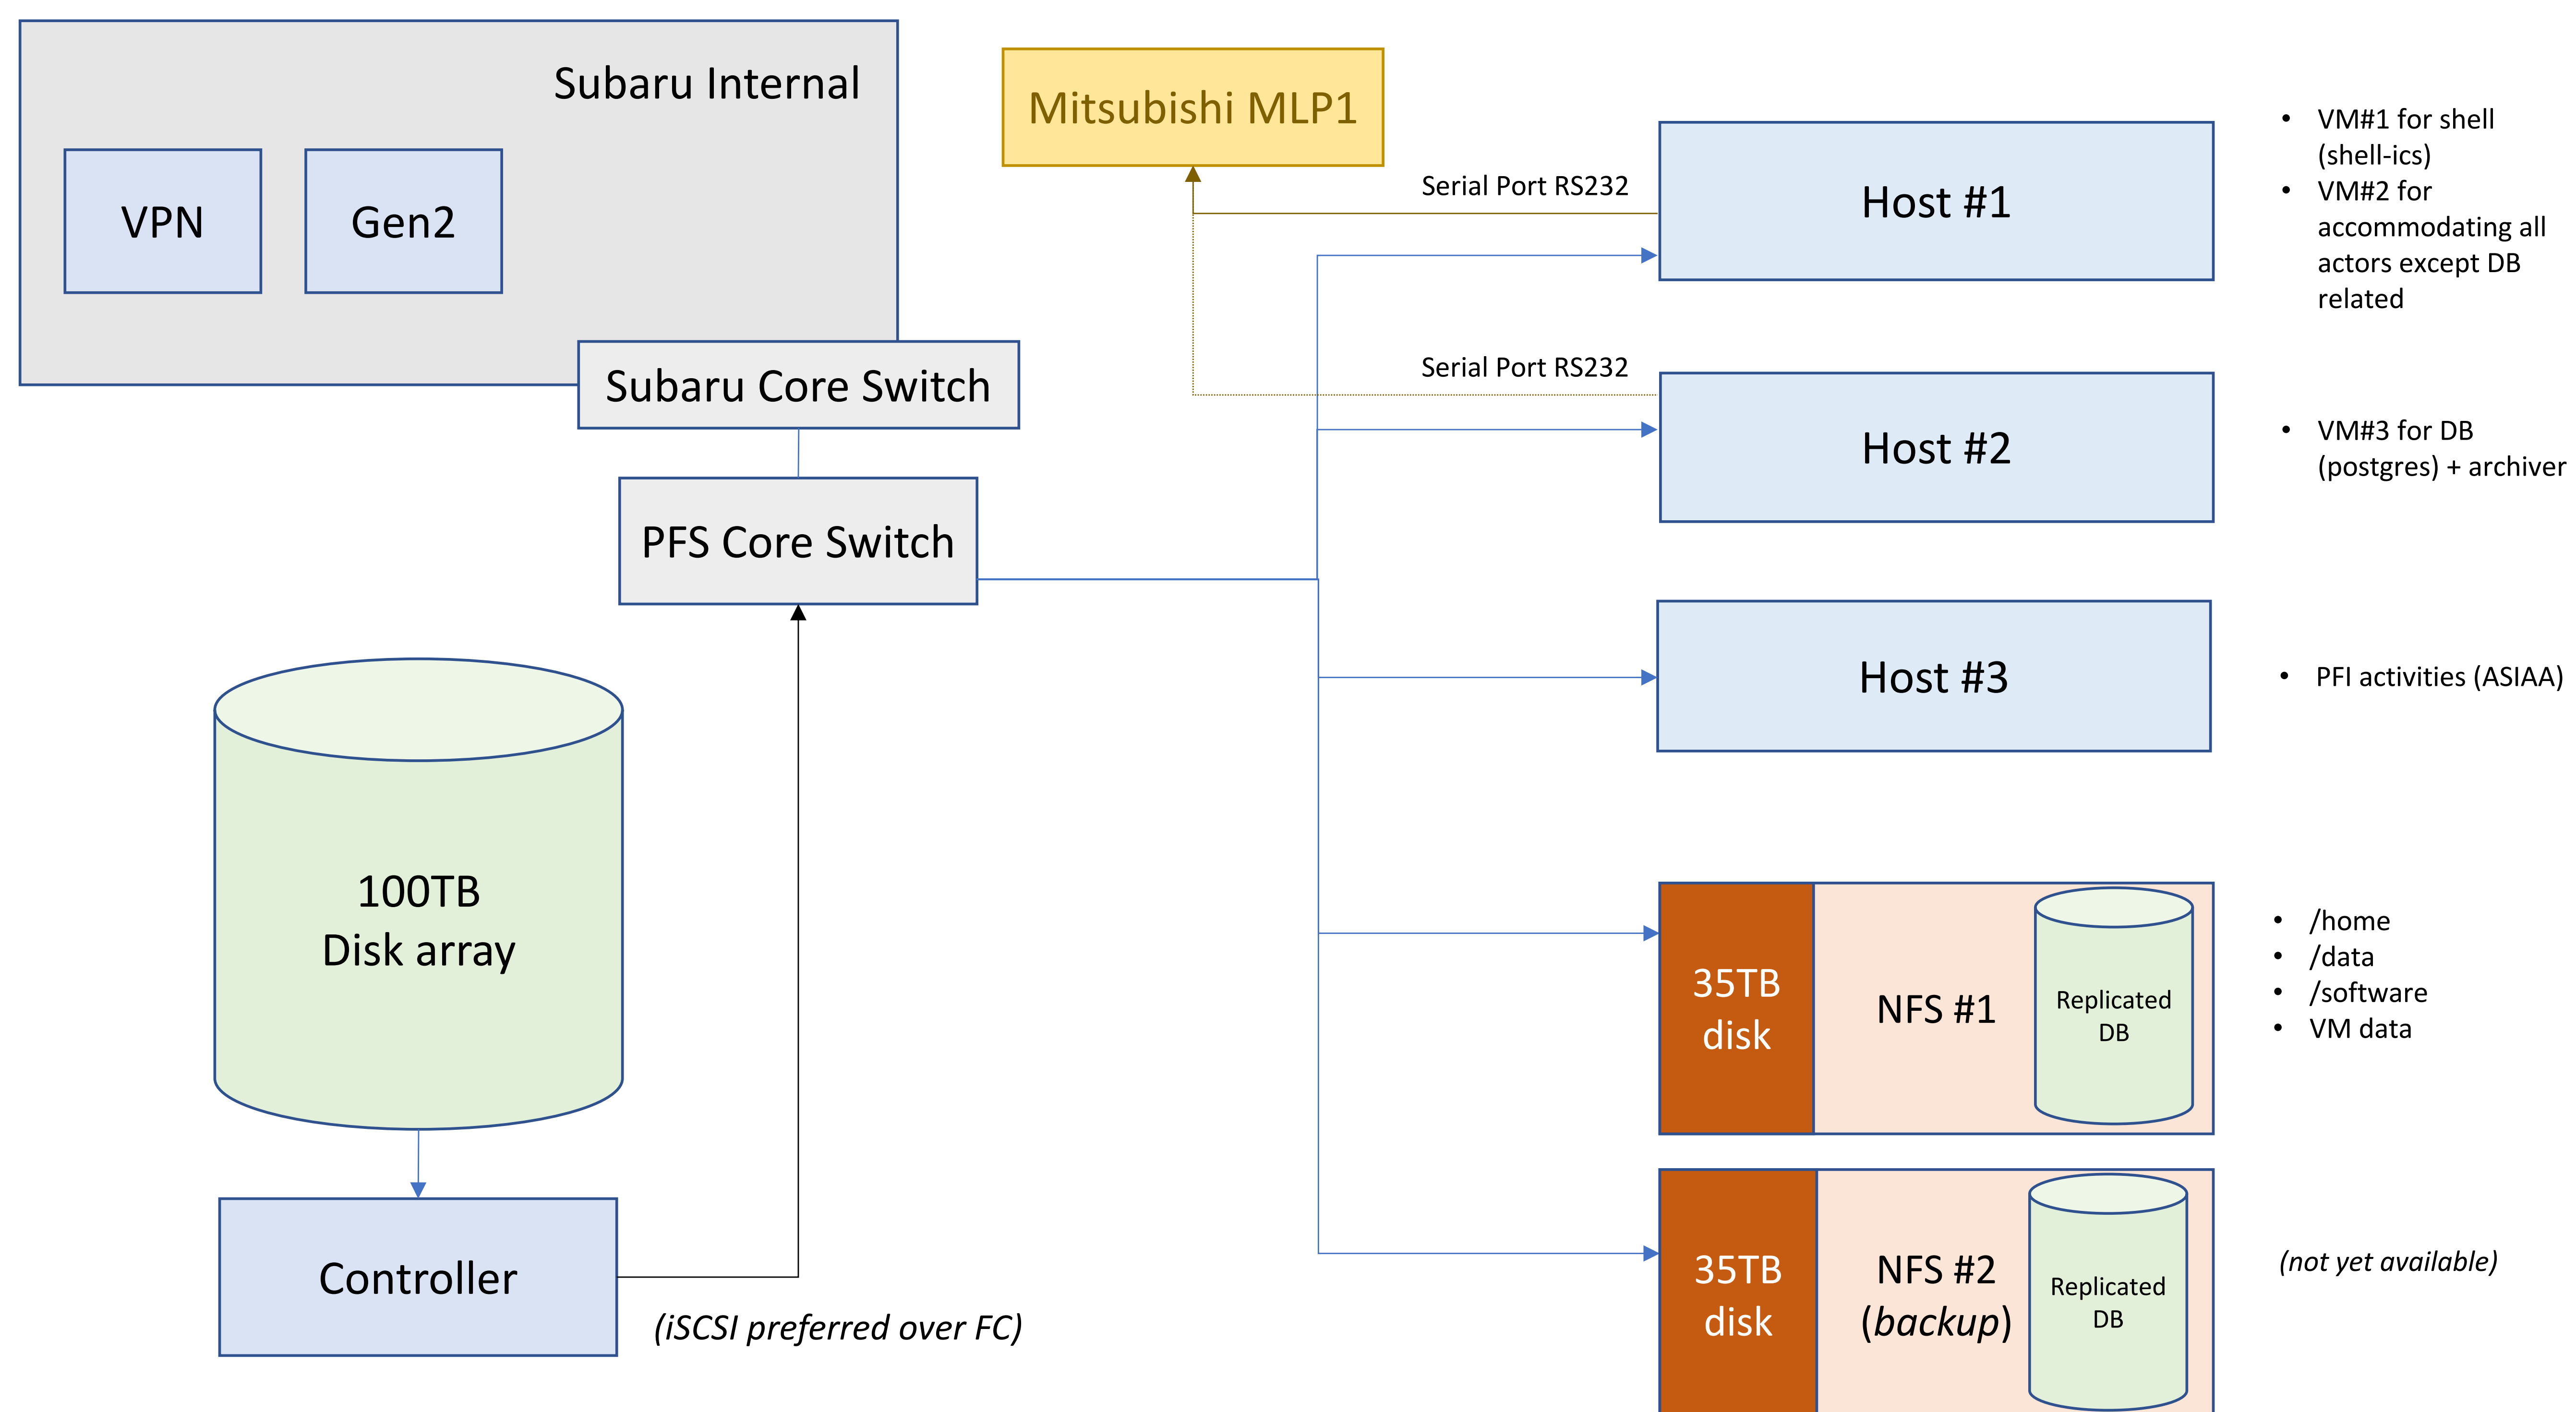 Subaru Internal
VPN
Gen2
Subaru Core Switch
PFS Core Switch
100TB
Disk array
Controller
(iSCSI preferred over FC)
Mitsubishi MLP1
Serial Port RS232
Host #1
• VM#1 for shell
(shell-ics)
• VM#2 for
accommodating all
actors except DB
related
Serial Port RS232
Host #2
• VM#3 for DB
(postgres) + archiver
Host #3
• PFI activities (ASIAA)
35TB
disk
NFS #1
Replicated
DB
• /home
• /data
• /software
• VM data
35TB
disk
NFS #2
(backup)
Replicated
DB
(not yet available)